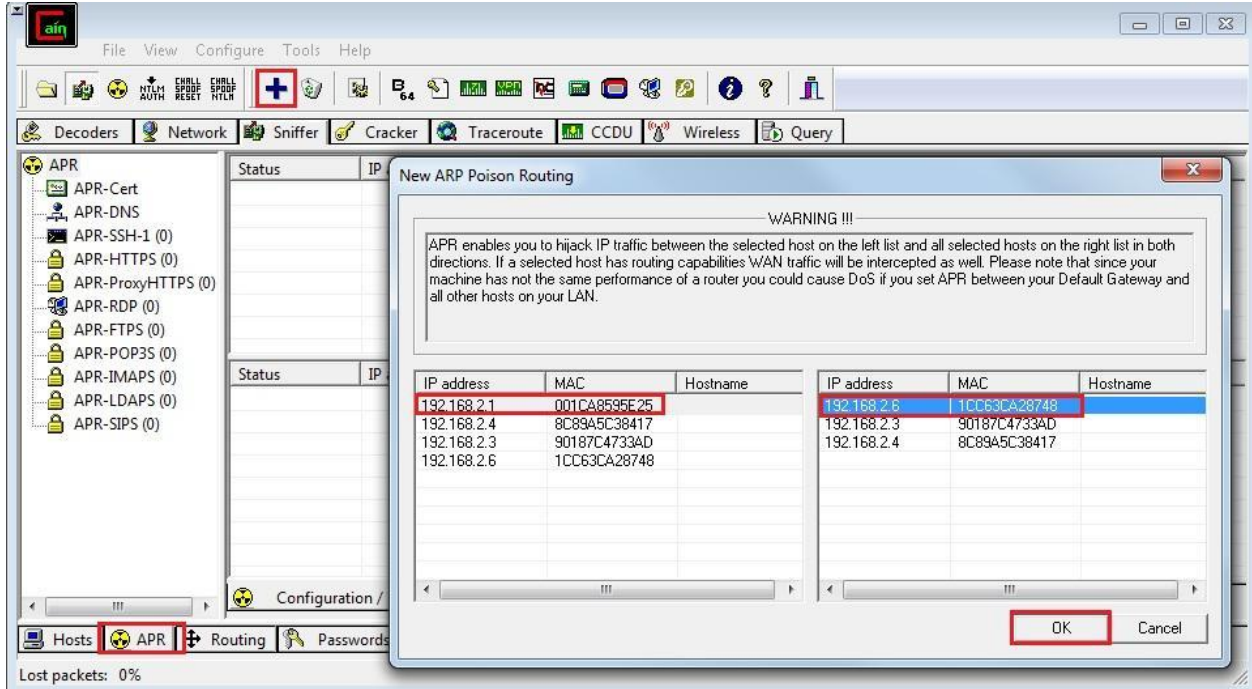 aín
File View Configure Tools Help
NTLM AUTH
CHALL SPOOF RESET
CHALL SPOOF NTLM
B64
Decoders Network Sniffer Cracker Traceroute CCDU Wireless Query
APR
APR-Cert
APR-DNS
APR-SSH-1 (0)
APR-HTTPS (0)
APR-ProxyHTTPS (0)
APR-RDP (0)
APR-FTPS (0)
APR-POP3S (0)
APR-IMAPS (0)
APR-LDAPS (0)
APR-SIPS (0)
Status IP
Status IP
Configuration /
New ARP Poison Routing
WARNING !!!
APR enables you to hijack IP traffic between the selected host on the left list and all selected hosts on the right list in both
directions. If a selected host has routing capabilities WAN traffic will be intercepted as well. Please note that since your
machine has not the same performance of a router you could cause DoS if you set APR between your Default Gateway and
all other hosts on your LAN.
IP address MAC Hostname
192.168.2.1 001CA8595E25
192.168.2.4 8C89A5C38417
192.168.2.3 90187C4733AD
192.168.2.6 1CC63CA28748
IP address MAC Hostname
192.168.2.6 1CC63CA28748
192.168.2.3 90187C4733AD
192.168.2.4 8C89A5C38417
OK Cancel
Hosts APR Routing Passwords
Lost packets: 0%